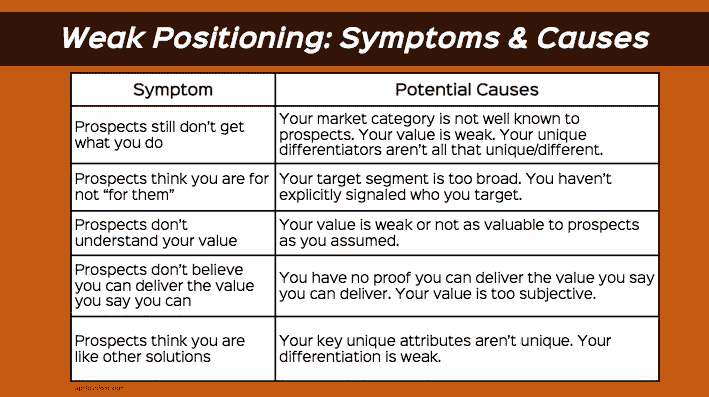 Weak Positioning: Symptoms & Causes
Symptom
Potential Causes
Prospects still don't get
what you do
Your market category is not well known to
prospects. Your value is weak. Your unique
differentiators aren't all that unique/different.
Prospects think you are for
not “for them”
Your target segment is too broad. You haven't
explicitly signaled who you target.
Prospects don't
understand your value
Your value is weak or not as valuable to prospects
as you assumed.
Prospects don't believe
you can deliver the value
you say you can
You have no proof you can deliver the value you say
you can deliver. Your value is too subjective.
Prospects think you are
like other solutions
Your key unique attributes aren't unique. Your
differentiation is weak.